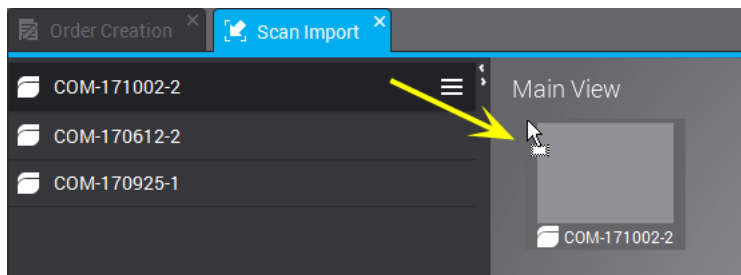 Order Creation
Scan Import
COM-171002-2
COM-170612-2
COM-170925-1
Main View
COM-171002-2